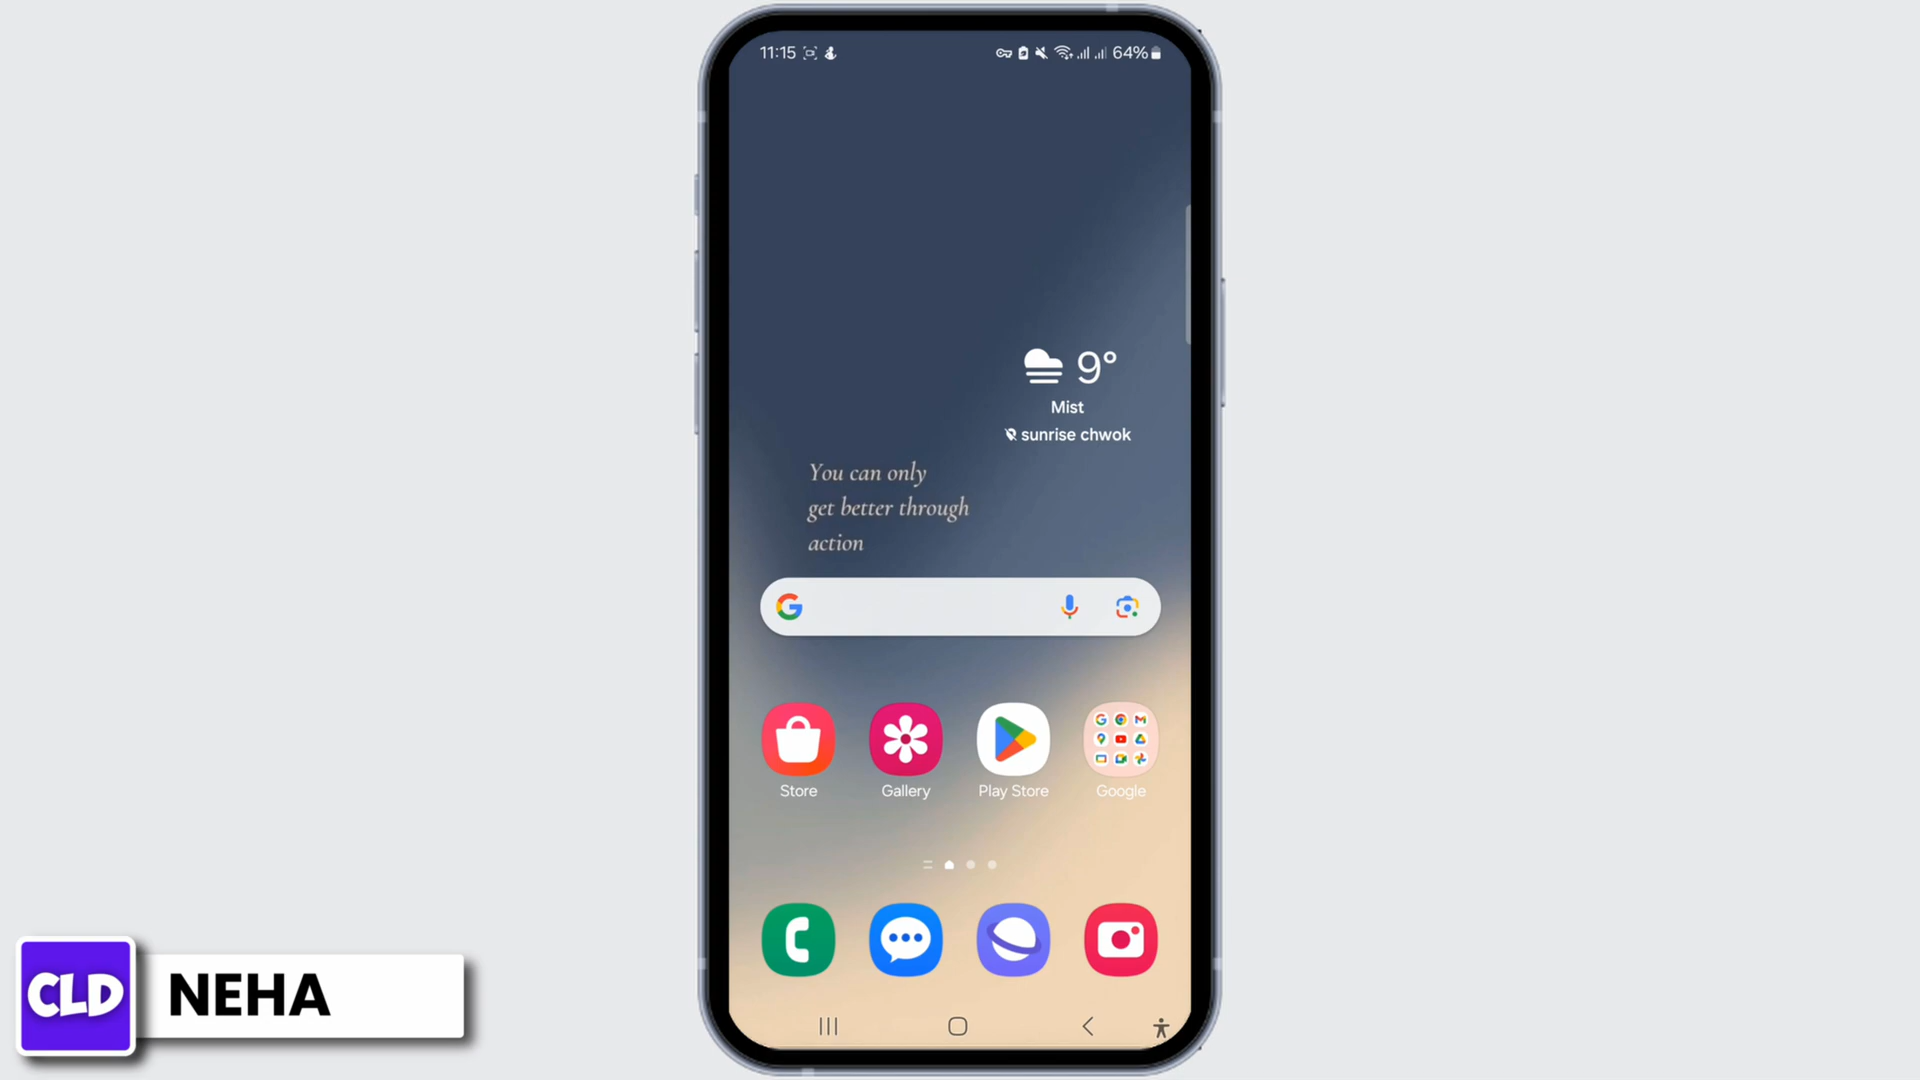 11:15
64%
9°
Mist
sunrise chwok
You can only
get better through
action
Store
Gallery
Play Store
Google
CLD
NEHA